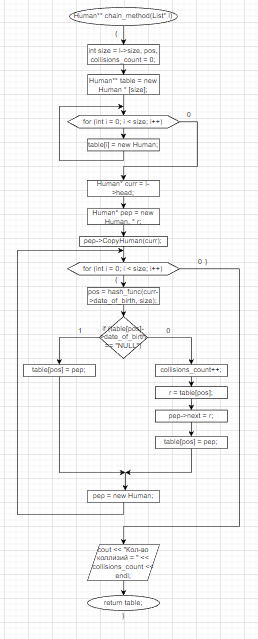 Human** chain_method(List* l)
{
int size = l->size, pos,
collisions_count = 0;
Human** table = new
Human * [size];
for (int i = 0; i < size; i++)
0
table[i] = new Human;
Human* curr = l-
>head;
Human* pep = new
Human, * r;
pep->CopyHuman(curr);
for (int i = 0; i < size; i++)
0 }
{
pos = hash_func(curr-
>date_of_birth, size);
if (table[pos]-
>date_of_birth
== "NULL")
1
0
table[pos] = pep;
collisions_count++;
r = table[pos];
pep->next = r;
table[pos] = pep;
pep = new Human;
cout << "Кол-во
коллизий = " <<
collisions_count <<
endl;
return table;
}